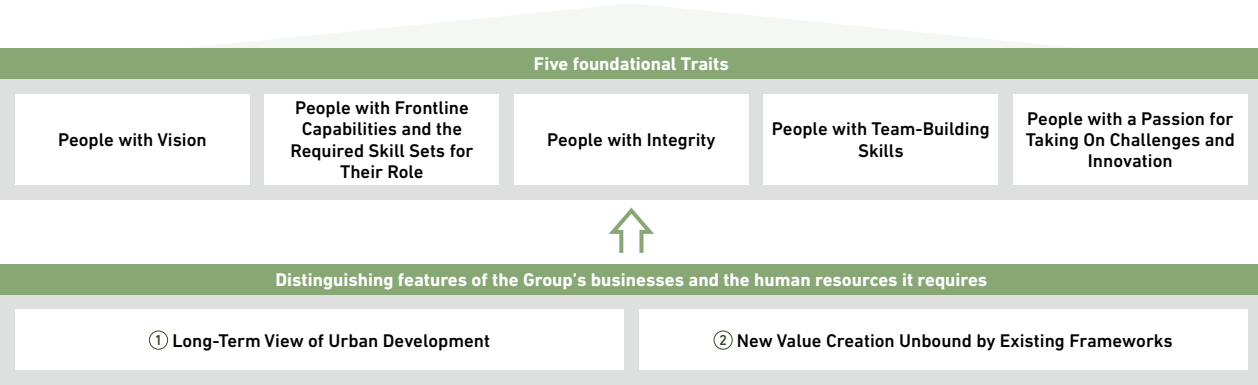 Five foundational Traits
People with Vision
People with Frontline
Capabilities and the
Required Skill Sets for
Their Role
People with Integrity
People with Team-Building
Skills
People with a Passion for
Taking On Challenges and
Innovation
Distinguishing features of the Group's businesses and the human resources it requires
① Long-Term View of Urban Development
② New Value Creation Unbound by Existing Frameworks